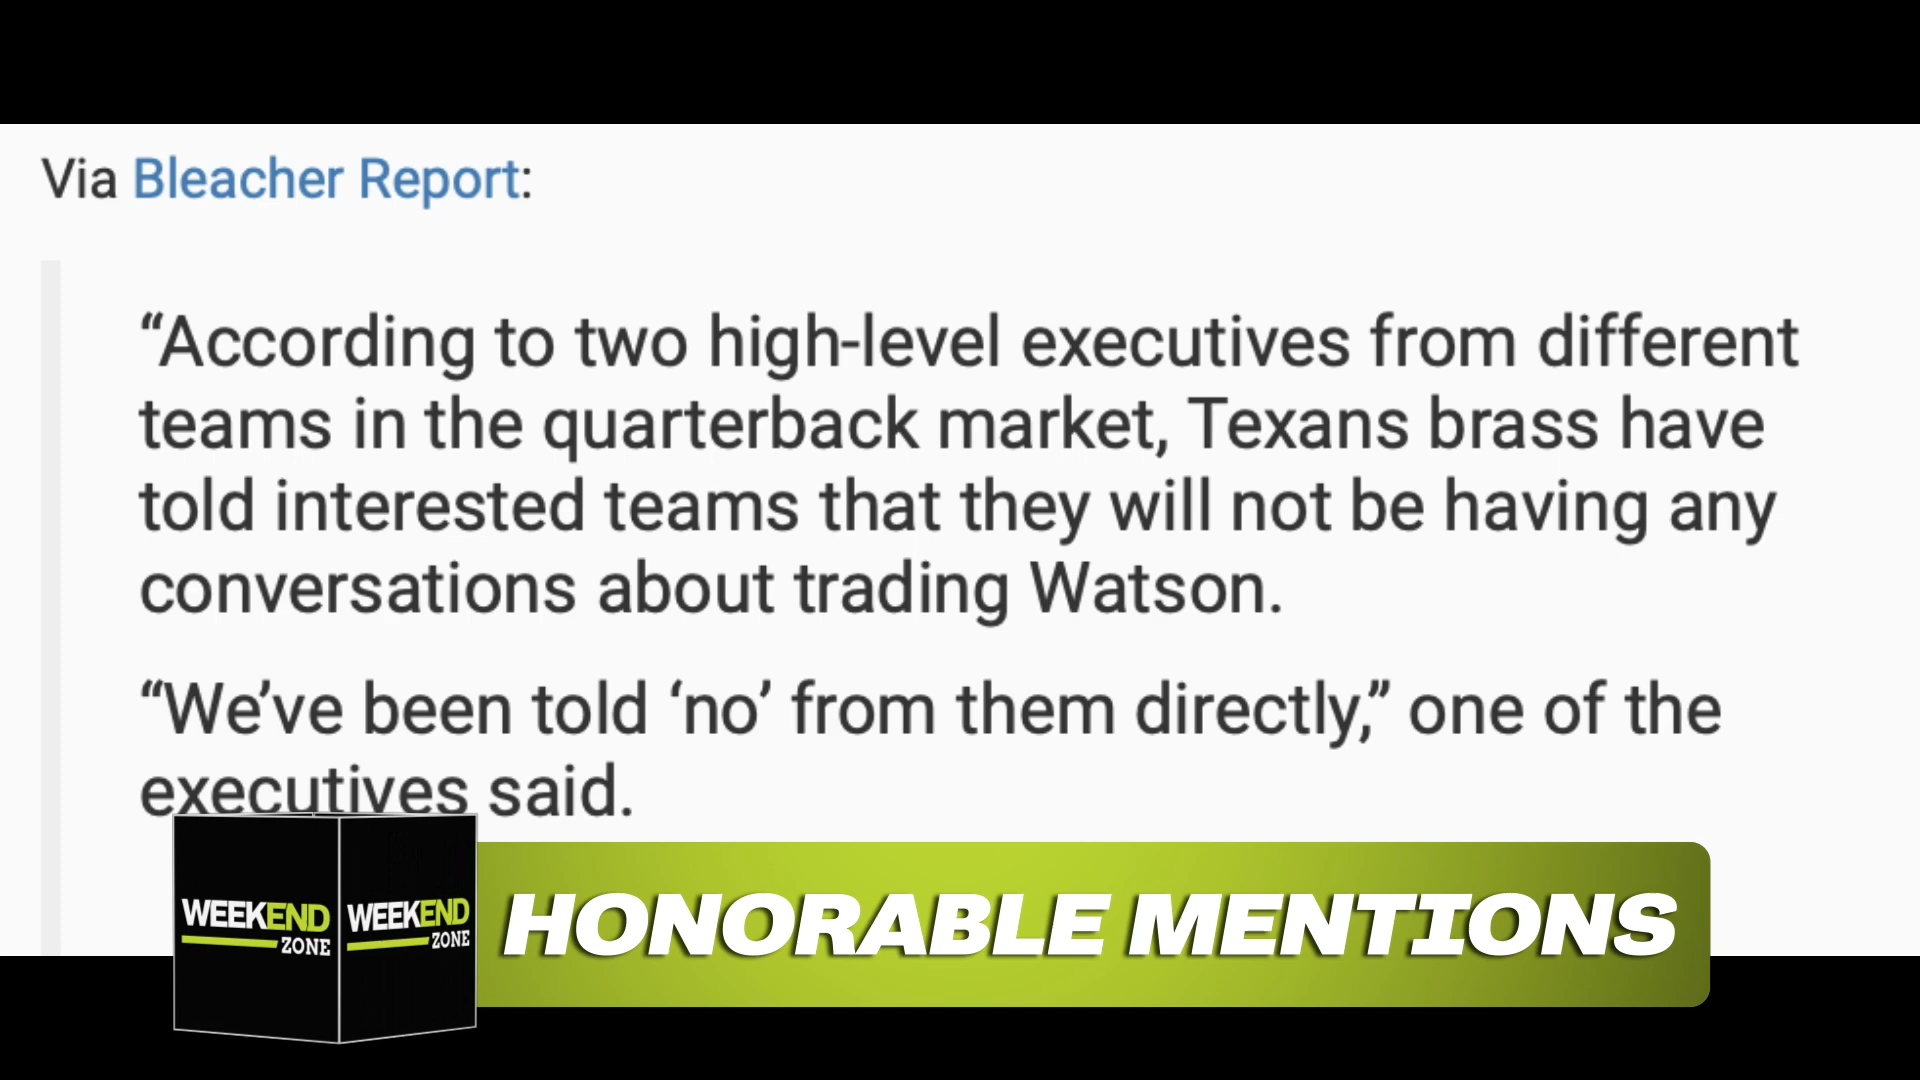 Via Bleacher Report:
“According to two high-level executives from different
teams in the quarterback market, Texans brass have
told interested teams that they will not be having any
conversations about trading Watson.
“We’ve been told ‘no’ from them directly,” one of the
executives said.
WEEKEND
ZONE
WEEKEND
ZONE
HONORABLE MENTIONS